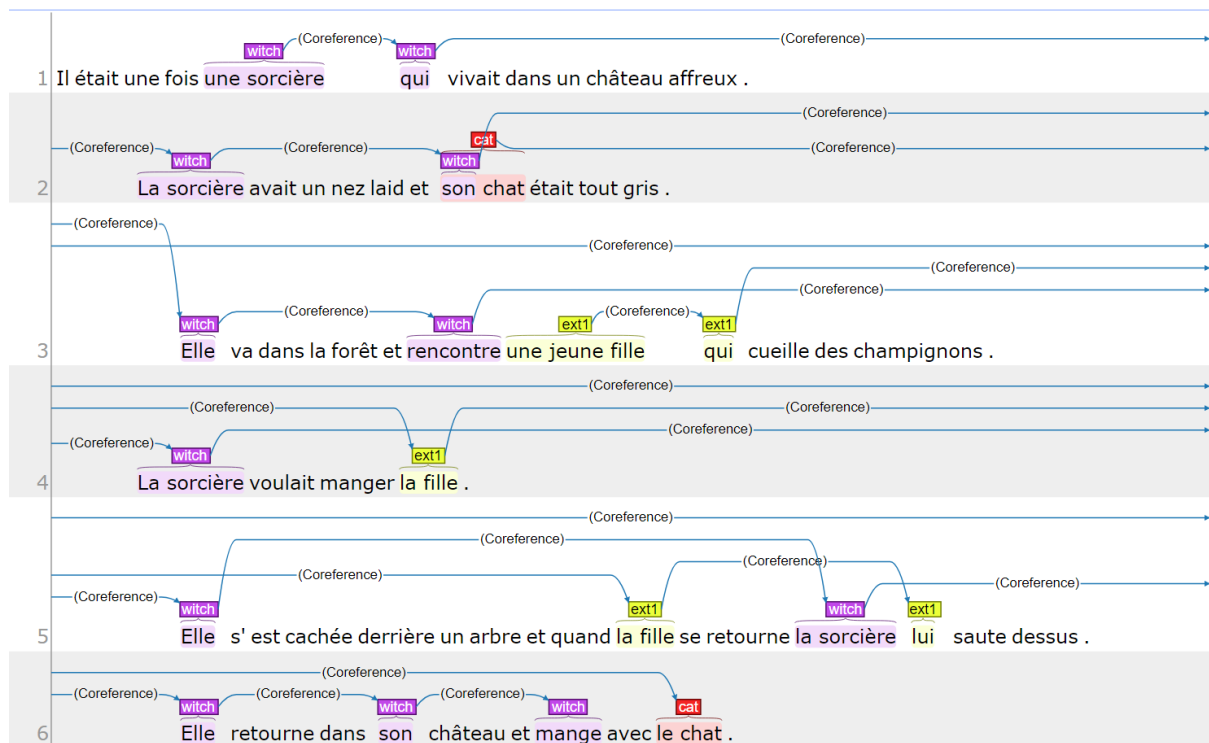 (Coreference) (Coreference)
witch witch
1 Il était une fois une sorcière qui vivait dans un château affreux .
(Coreference)
cat
(Coreference) (Coreference) (Coreference)
witch witch
2 La sorcière avait un nez laid et son chat était tout gris .
(Coreference)
(Coreference)
(Coreference)
(Coreference)
(Coreference) (Coreference)
witch witch ext1 ext1
3 Elle va dans la forêt et rencontre une jeune fille qui cueille des champignons .
(Coreference)
(Coreference) (Coreference)
(Coreference)
(Coreference)
witch ext1
4 La sorcière voulait manger la fille .
(Coreference)
(Coreference)
(Coreference)
(Coreference) (Coreference)
(Coreference)
witch ext1 witch ext1
5 Elle s' est cachée derrière un arbre et quand la fille se retourne la sorcière lui saute dessus .
(Coreference)
(Coreference) (Coreference) (Coreference)
witch witch witch cat
6 Elle retourne dans son château et mange avec le chat .